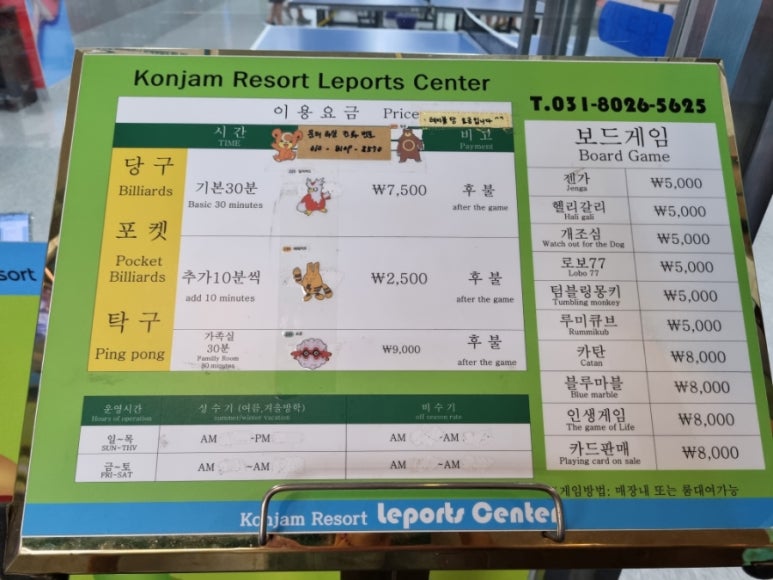 Konjam Resort Leports Center
T.031-8026-5625
이용요금 Price
시간 비고
TIME Payment
당구
Billiards
포켓
Pocket
Billiards
탁구
Ping pong
기본30분 ₩7,500 후불
Basic 30 minutes after the game
추가10분씩 ₩2,500 후불
add 10 minutes after the game
가족실
30분 ₩9,000 후불
Family Room after the game
30 minutes
보드게임
Board Game
젠가 ₩5,000
Jenga
헬리갈리 ₩5,000
Hali gali
개조심 ₩5,000
Watch out for the Dog
로보77 ₩5,000
Lobo 77
텀블링몽키 ₩5,000
Tumbling monkey
루미큐브 ₩5,000
Rummikub
카탄 ₩8,000
Catan
블루마블 ₩8,000
Blue marble
인생게임 ₩8,000
The game of Life
카드판매 ₩8,000
Playing card on sale
게임방법: 매장내 또는 룸대여가능
운영시간 성수기 (여름,겨울방학) 비수기
Hours of operation summer/winter vacation off season rate
일~목 AM ~PM AM ~AM
SUN~THV
금~토 AM ~AM AM ~AM
FRI~SAT
Konjam Resort Leports Center
sort